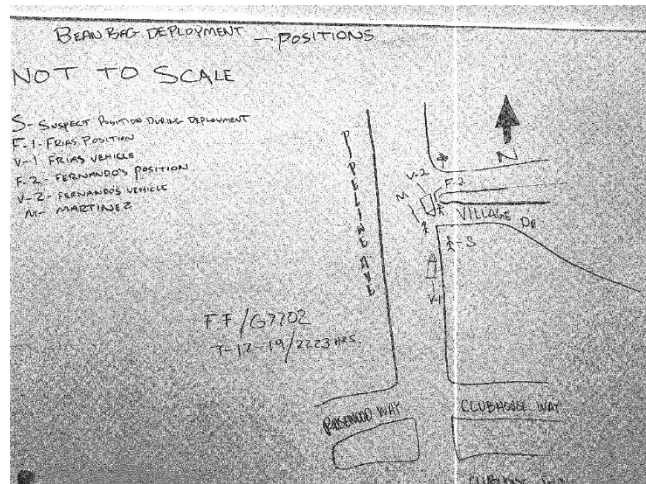 BEAN BAG DEPLOYMENT — POSITIONS
NOT TO SCALE
S- SUSPECT POSITION DURING DEPLOYMENT
F-1- FRIAS POSITION
V-1 FRIAS VEHICLE
F-2- FERNANDO'S POSITION
V-2- FERNANDO'S VEHICLE
M- MARTINEZ
N
PIPELINE AVE
V-2
M
F-2
VILLAGE DR
S
V-1
FF/G7702
7-17-19/2223 HRS
ROSEWOOD WAY
CLUBHOUSE WAY